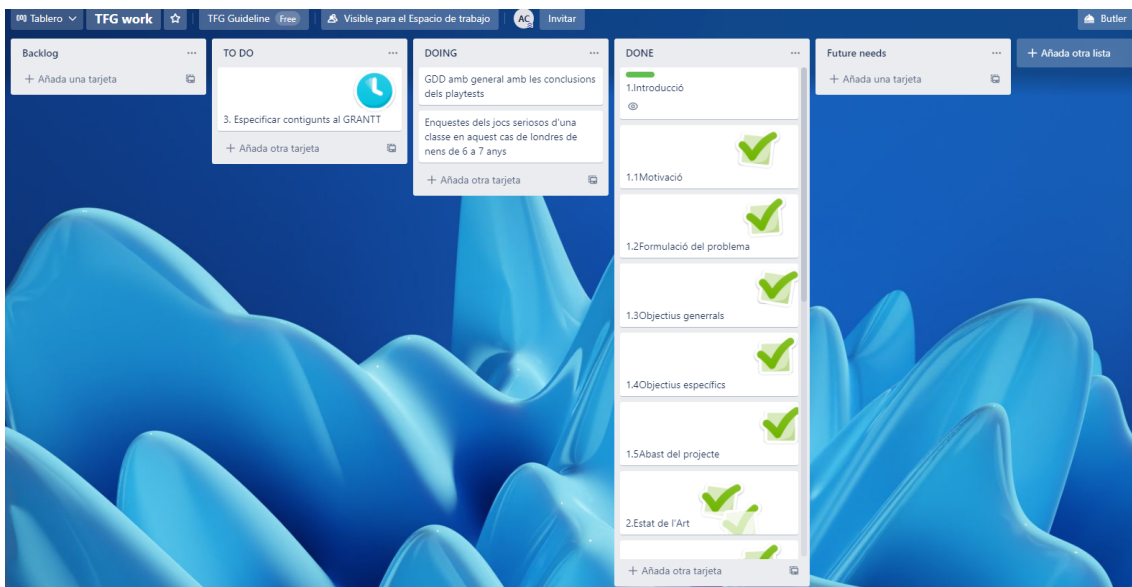 Tablero
TFG work
TFG Guideline Free
Visible para el Espacio de trabajo
AC
Invitar
Butler
Backlog
+ Añada una tarjeta
TO DO
3. Especificar contigunts al GRANTT
+ Añada otra tarjeta
DOING
GDD amb general amb les conclusions
dels playtests
Enquestes dels jocs seriosos d'una
classe en aquest cas de londres de
nens de 6 a 7 anys
+ Añada otra tarjeta
DONE
1.Introducció
1.1Motivació
1.2Formulació del problema
1.3Objectius generrals
1.4Objectius específics
1.5Abast del projecte
2.Estat de l'Art
+ Añada otra tarjeta
Future needs
+ Añada una tarjeta
+ Añada otra lista